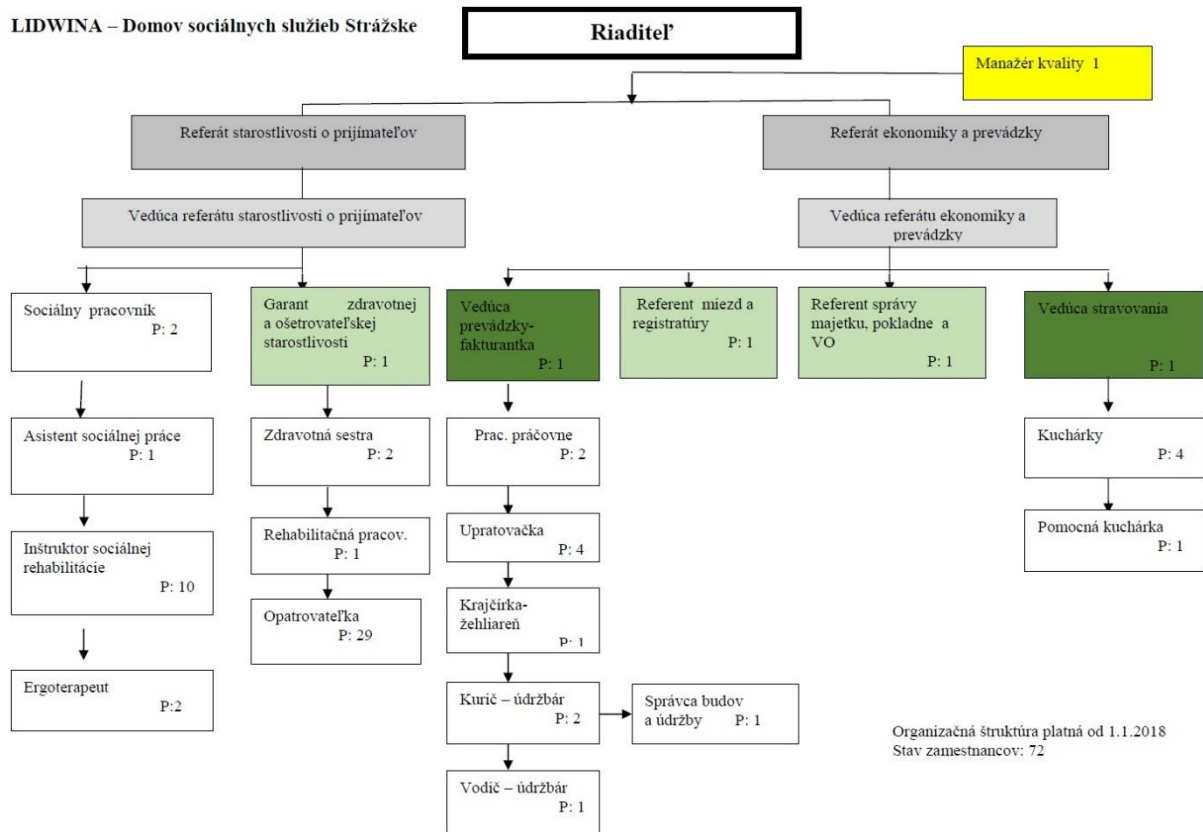 LIDWINA – Domov sociálnych služieb Strážske
Riaditeľ
Manažér kvality 1
Referát starostlivosti o prijímateľov
Referát ekonomiky a prevádzky
Vedúca referátu starostlivosti o prijímateľov
Vedúca referátu ekonomiky a
prevádzky
Sociálny pracovník
P: 2
Garant zdravotnej
a ošetrovateľskej
starostlivosti
P: 1
Vedúca
prevádzky-
fakturantka
P: 1
Referent miezd a
registratúry
P: 1
Referent správy
majetku, pokladne a
VO
P: 1
Vedúca stravovania
P: 1
Asistent sociálnej práce
P: 1
Zdravotná sestra
P: 2
Prac. práčovne
P: 2
Kuchárky
P: 4
Inštruktor sociálnej
rehabilitácie
P: 10
Rehabilitačná pracov.
P: 1
Upratovačka
P: 4
Pomocná kuchárka
P: 1
Opatrovateľka
P: 29
Krajčírka-
žehliareň
P: 1
Ergoterapeut
P:2
Kurič – údržbár
P: 2
Správca budov
a údržby P: 1
Vodič – údržbár
P: 1
Organizačná štruktúra platná od 1.1.2018
Stav zamestnancov: 72